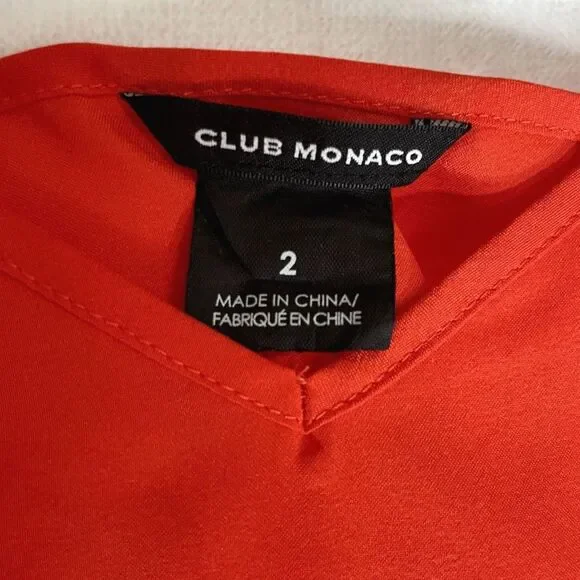 CLUB MONACO
2
MADE IN CHINA/
FABRIQUÉ EN CHINE